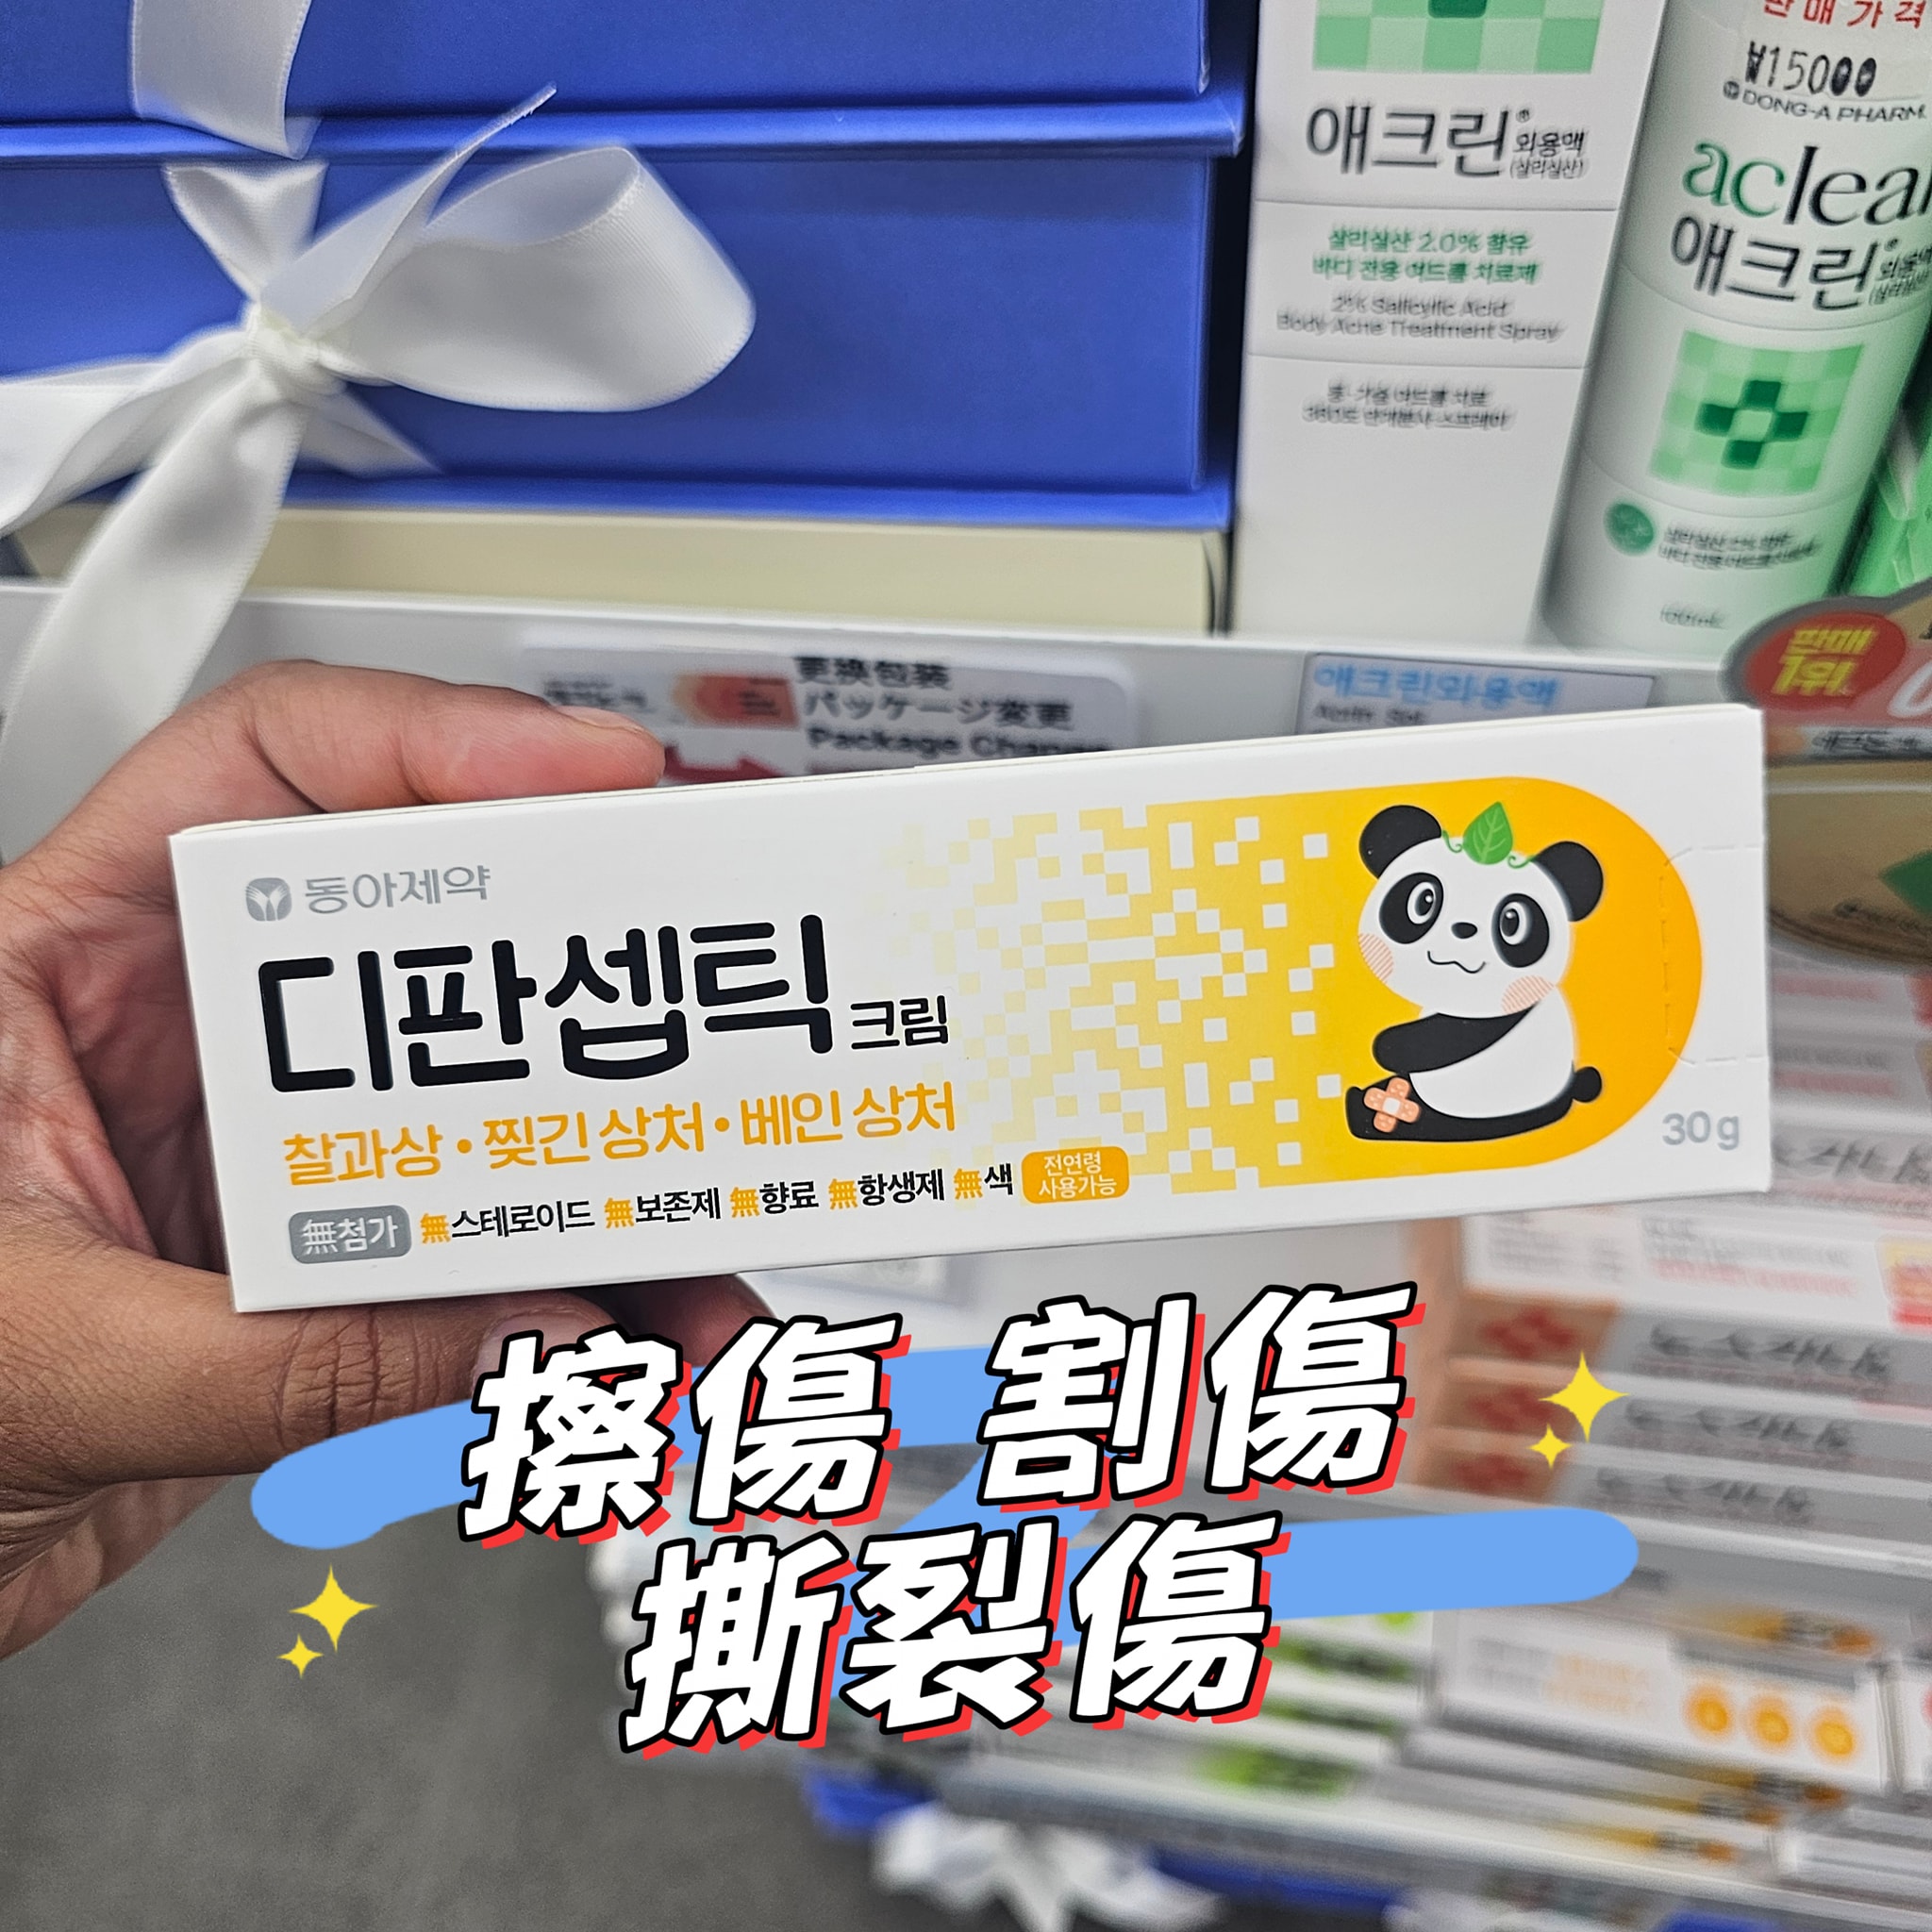 판매가격
₩15000
DONG-A PHARM.
애크린® 외용액
(살리실산)
살리실산 2.0% 함유
바디 전용 여드름 치료제
2% Salicylic Acid
Body Acne Treatment Spray
애크린®
更換包裝
パッケージ変更
Package Change
애크린외용액
판매
1위
동아제약
디판셉틱 크림
찰과상·찢긴 상처·베인 상처
無첨가 無스테로이드 無보존제 無향료 無항생제 無색 전연령 사용가능
30g
擦傷 割傷
撕裂傷